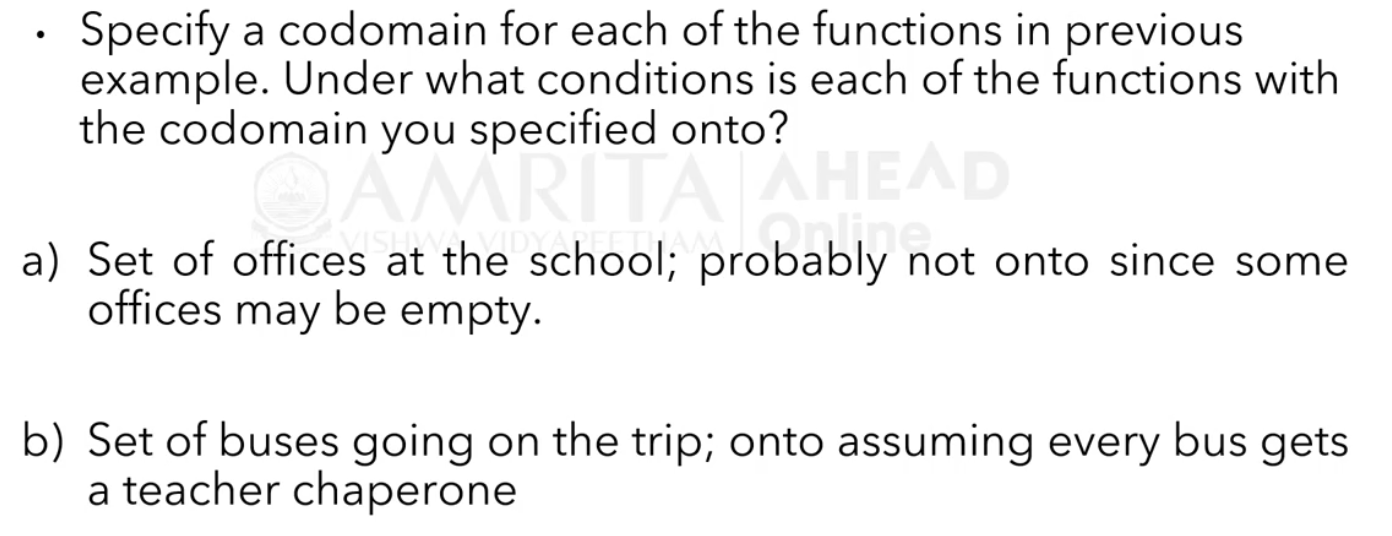 • Specify a codomain for each of the functions in previous
example. Under what conditions is each of the functions with
the codomain you specified onto?
AMRITA AHEAD
VISHWA VIDYAPEETHAM Online
a) Set of offices at the school; probably not onto since some
offices may be empty.
b) Set of buses going on the trip; onto assuming every bus gets
a teacher chaperone